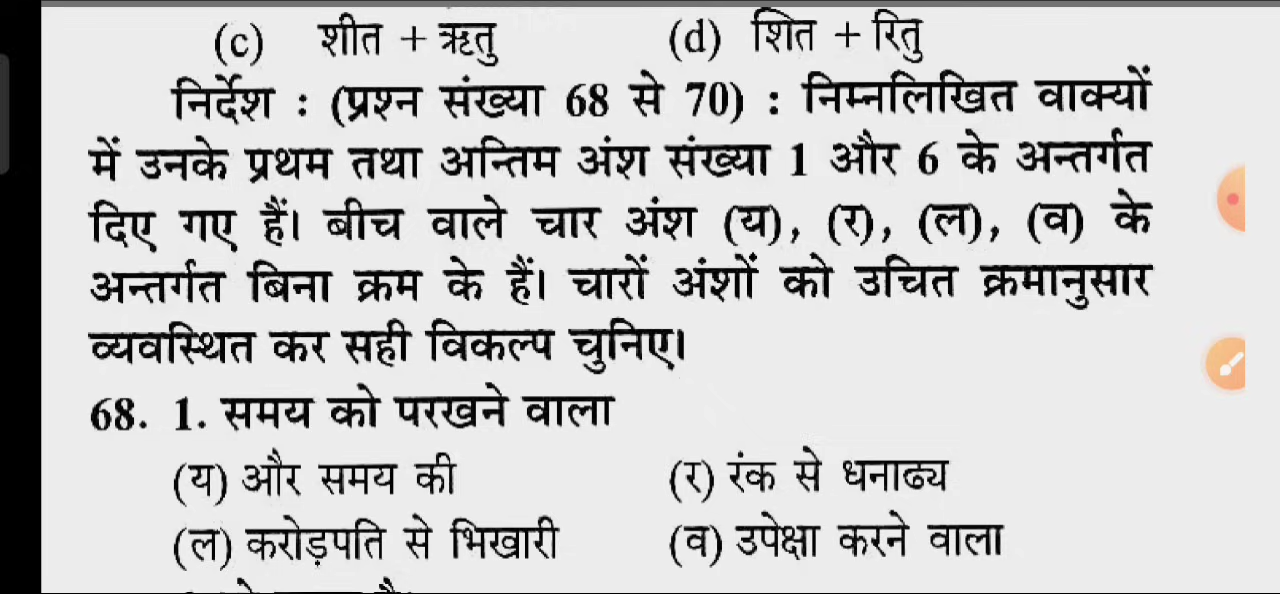 (c) शीत + ऋतु (d) शित + रितु
निर्देश : (प्रश्न संख्या 68 से 70) : निम्नलिखित वाक्यों
में उनके प्रथम तथा अन्तिम अंश संख्या 1 और 6 के अन्तर्गत
दिए गए हैं। बीच वाले चार अंश (य), (र), (ल), (व) के
अन्तर्गत बिना क्रम के हैं। चारों अंशों को उचित क्रमानुसार
व्यवस्थित कर सही विकल्प चुनिए।
68. 1. समय को परखने वाला
(य) और समय की (र) रंक से धनाढ्य
(ल) करोड़पति से भिखारी (व) उपेक्षा करने वाला